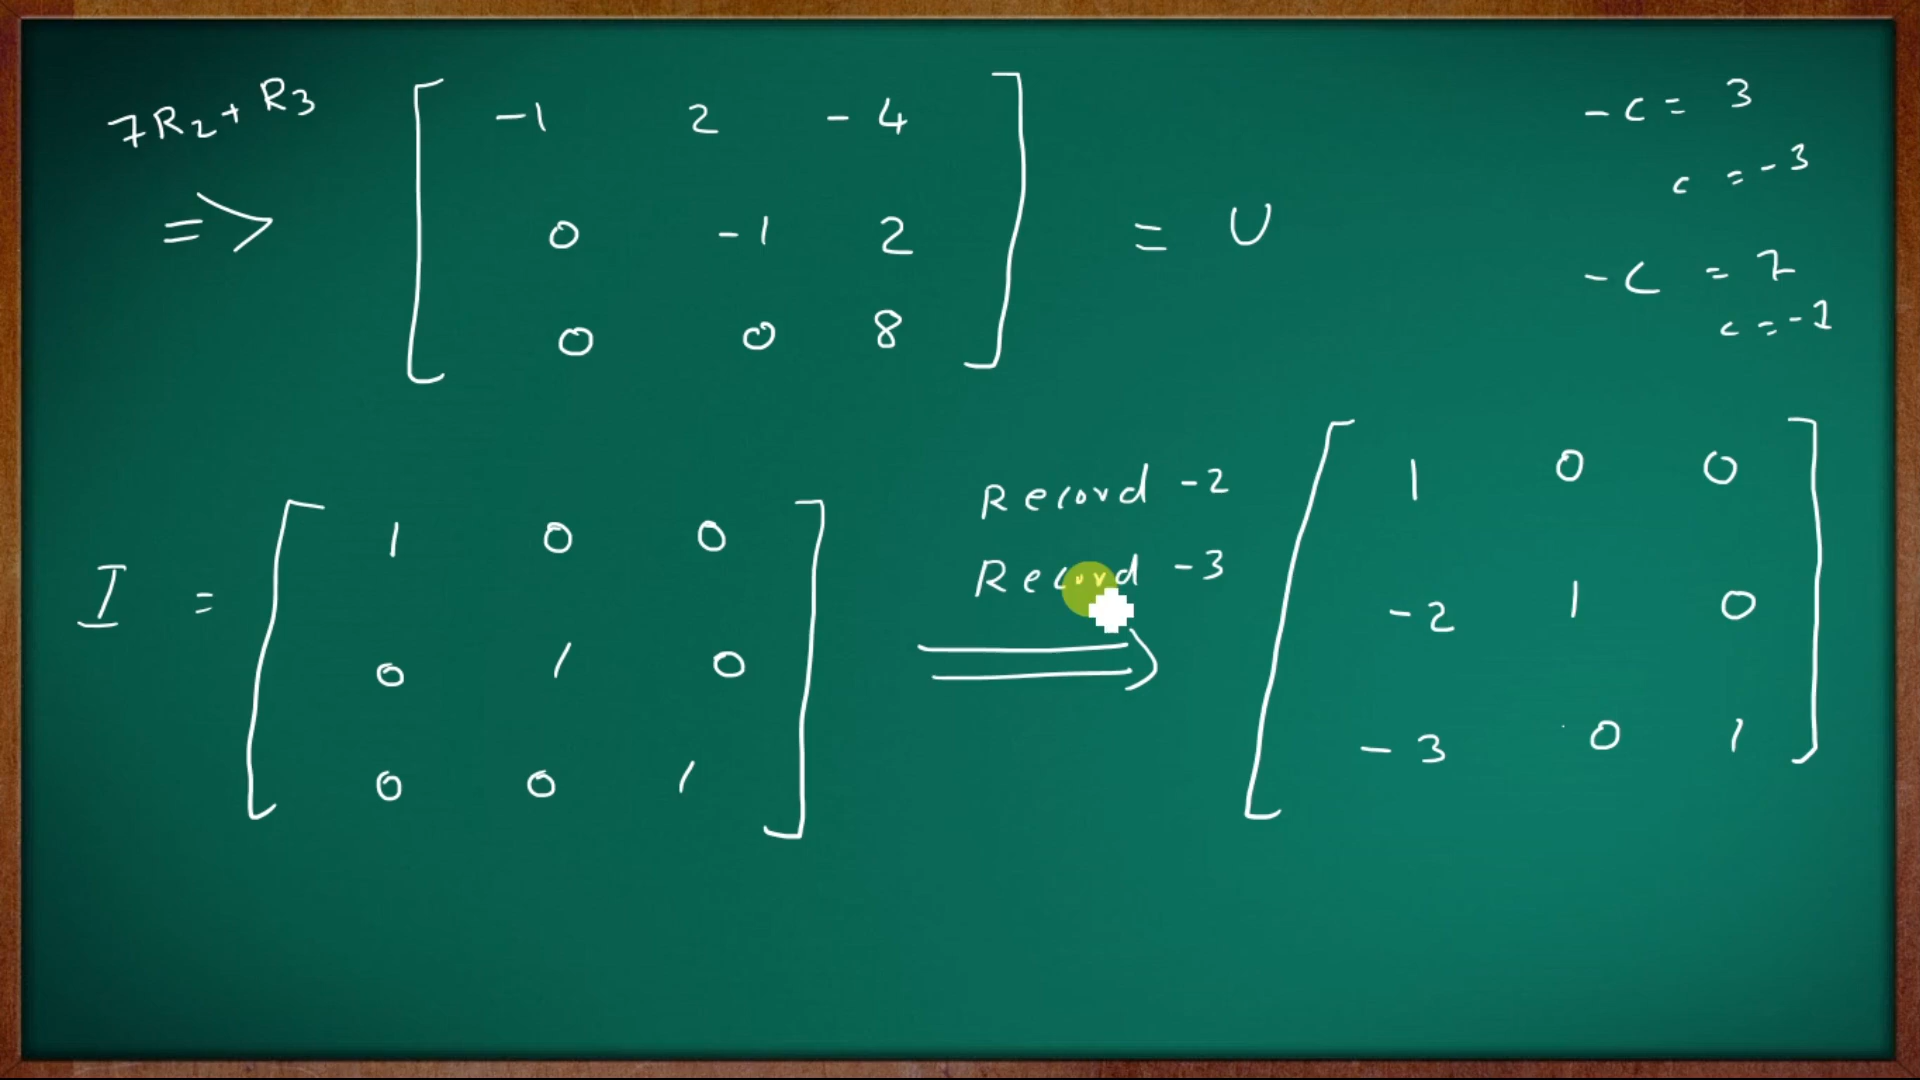 7R2 + R3
=>
-1 2 -4
0 -1 2
0 0 8
= U
-c = 3
c = -3
-c = 7
c = -7
I =
1 0 0
0 1 0
0 0 1
Record -2
Record -3
1 0 0
-2 1 0
-3 0 1